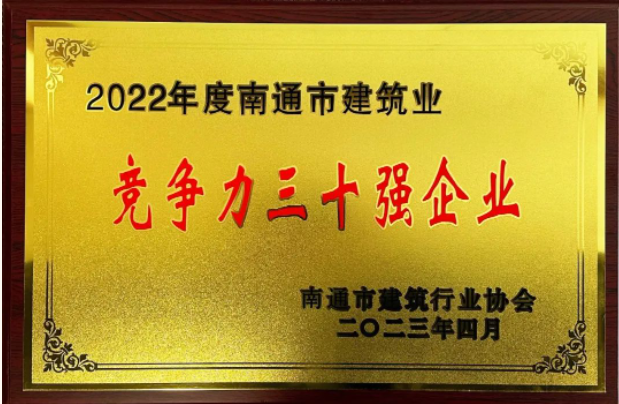 2022年度南通市建筑业
竞争力三十强企业
南通市建筑行业协会
二〇二三年四月